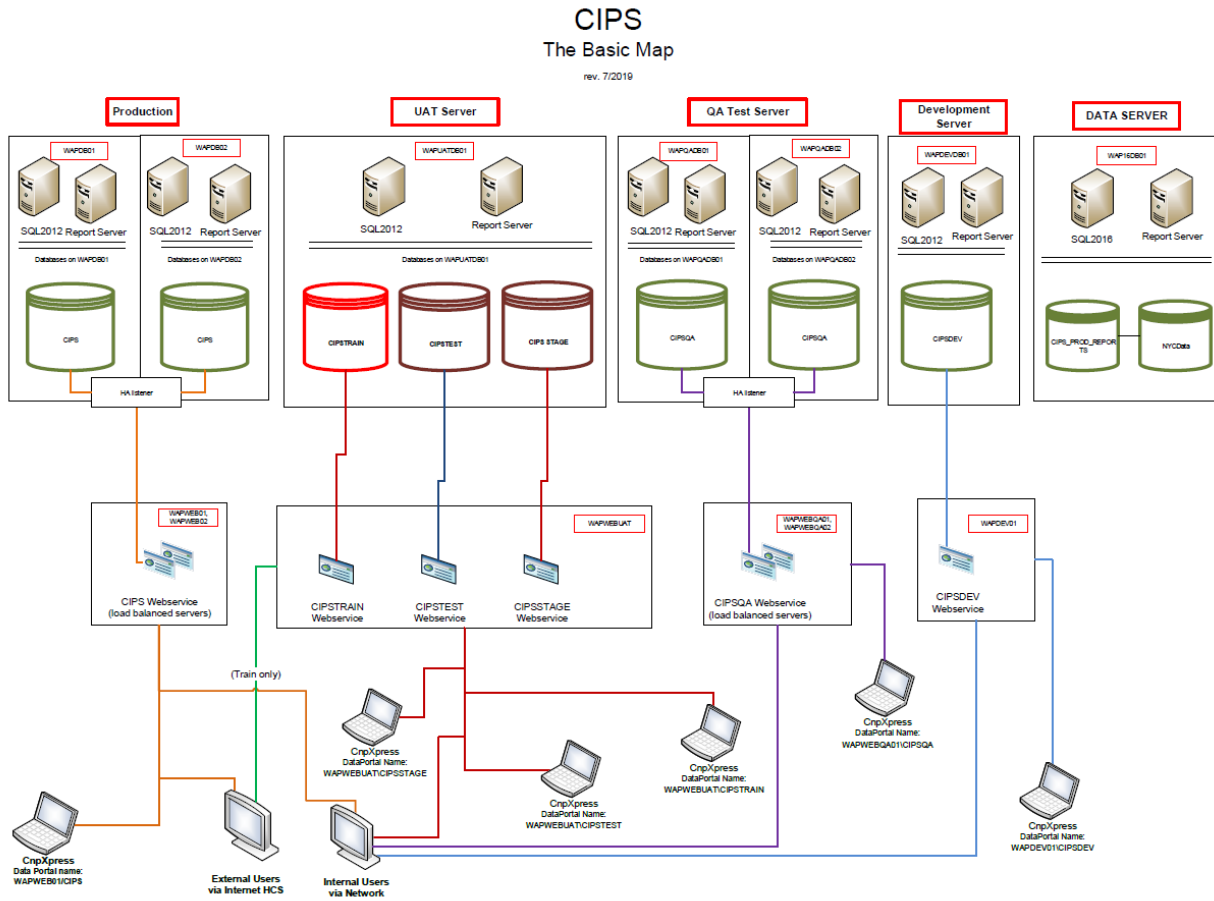 CIPS
The Basic Map
rev. 7/2019
Production
UAT Server
QA Test Server
Development
Server
DATA SERVER
WAPDB01
WAPDB02
WAPUATDB01
WAPQADB01
WAPQADB02
WAPDEVDB01
WAP16DB01
SQL2012
Report Server
SQL2012
Report Server
SQL2012
Report Server
SQL2012
Report Server
SQL2012
Report Server
SQL2012
Report Server
SQL2016
Report Server
Databases on WAPDB01
Databases on WAPDB02
Databases on WAPUATDB01
Databases on WAPQADB01
Databases on WAPQADB02
CIPS
CIPS
CIPSTRAIN
CIPSTEST
CIPS STAGE
CIPSQA
CIPSQA
CIPSDEV
CIPS_PROD_REPOR
TS
NYCData
HA listener
HA listener
WAPWEB01,
WAPWEB02
WAPWEBUAT
WAPWEBQA01,
WAPWEBQA02
WAPDEV01
CIPS Webservice
(load balanced servers)
CIPSTRAIN
Webservice
CIPSTEST
Webservice
CIPSSTAGE
Webservice
CIPSQA Webservice
(load balanced servers)
CIPSDEV
Webservice
(Train only)
CnpXpress
DataPortal Name:
WAPWEBUAT\CIPSSTAGE
CnpXpress
DataPortal Name:
WAPWEBUAT\CIPSTRAIN
CnpXpress
DataPortal Name:
WAPWEBQA01\CIPSQA
CnpXpress
DataPortal Name:
WAPWEBUAT\CIPSTEST
CnpXpress
DataPortal Name:
WAPDEV01\CIPSDEV
CnpXpress
Data Portal name:
WAPWEB01/CIPS
External Users
via Internet HCS
Internal Users
via Network